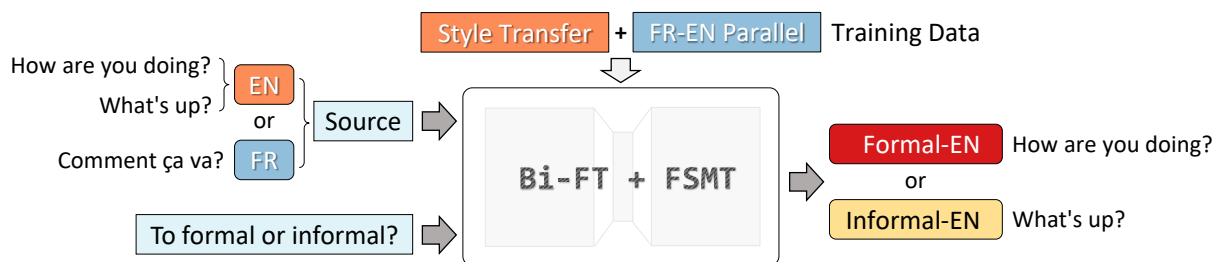 Style Transfer + FR-EN Parallel Training Data
How are you doing?
What's up?
EN
or
Comment ça va?
FR
Source
To formal or informal?
Bi-FT + FSMT
Formal-EN How are you doing?
or
Informal-EN What's up?